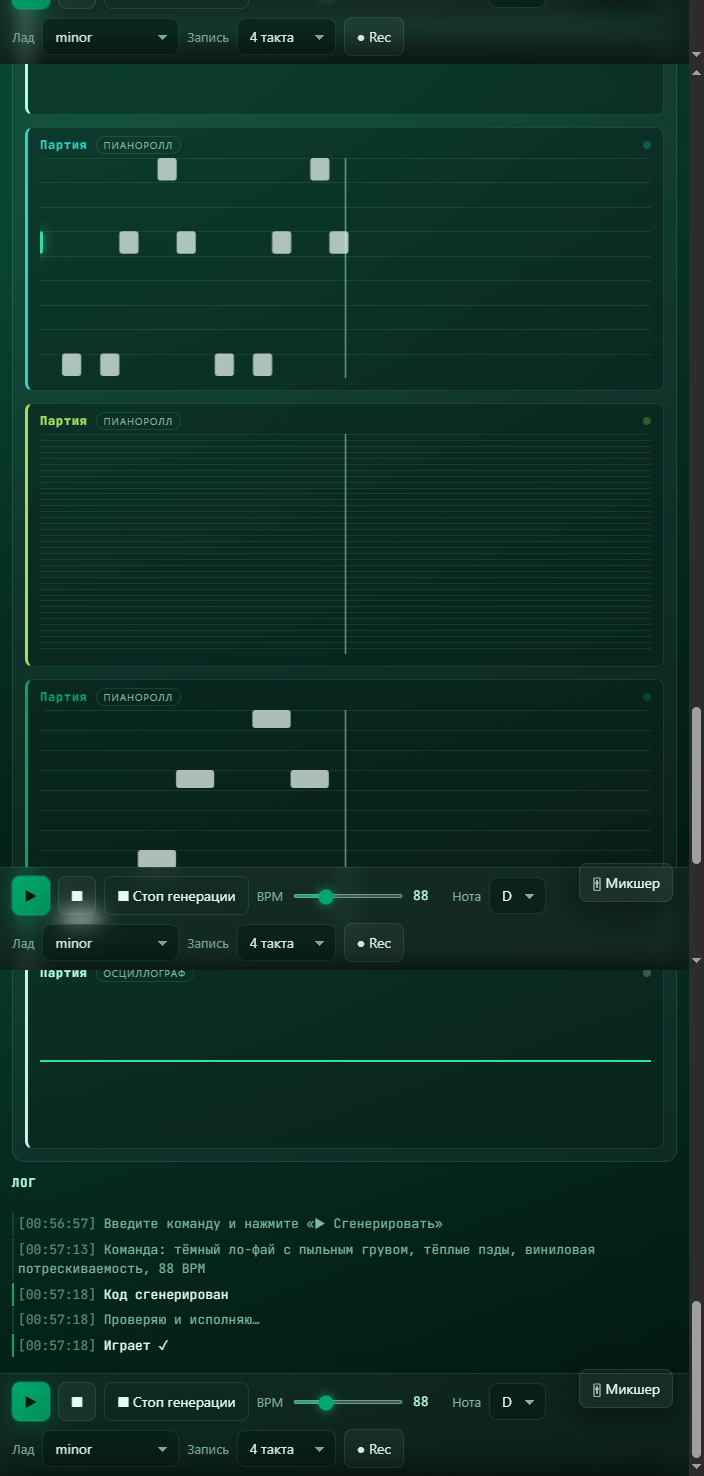 Лад minor Запись 4 такта ● Rec
Партия ПИАНОРОЛЛ
Партия ПИАНОРОЛЛ
Партия ПИАНОРОЛЛ
▶ ■ ■ Стоп генерации BPM 88 Нота D Микшер
Лад minor Запись 4 такта ● Rec
Партия ОСЦИЛЛОГРАФ
ЛОГ
[00:56:57] Введите команду и нажмите «▶ Сгенерировать»
[00:57:13] Команда: тёмный ло-фай с пыльным грувом, тёплые пэды, виниловая
потрескиваемость, 88 BPM
[00:57:18] Код сгенерирован
[00:57:18] Проверяю и исполняю…
[00:57:18] Играет ✓
▶ ■ ■ Стоп генерации BPM 88 Нота D Микшер
Лад minor Запись 4 такта ● Rec